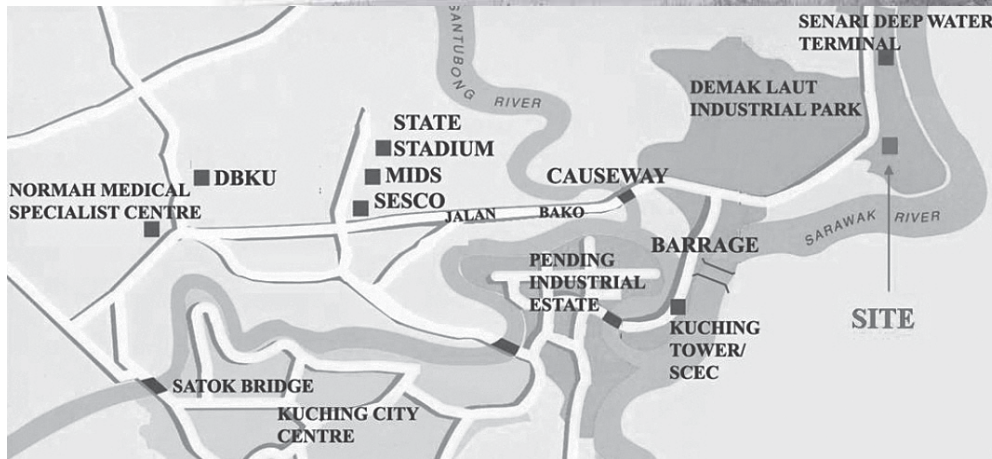 SENARI DEEP WATER
TERMINAL
SANTUBONG RIVER
DEMAK LAUT
INDUSTRIAL PARK
STATE
STADIUM
DBKU
MIDS
NORMAH MEDICAL
SPECIALIST CENTRE
SESCO
CAUSEWAY
JALAN BAKO
SARAWAK RIVER
BARRAGE
PENDING
INDUSTRIAL
ESTATE
SITE
KUCHING
TOWER/
SCEC
SATOK BRIDGE
KUCHING CITY
CENTRE